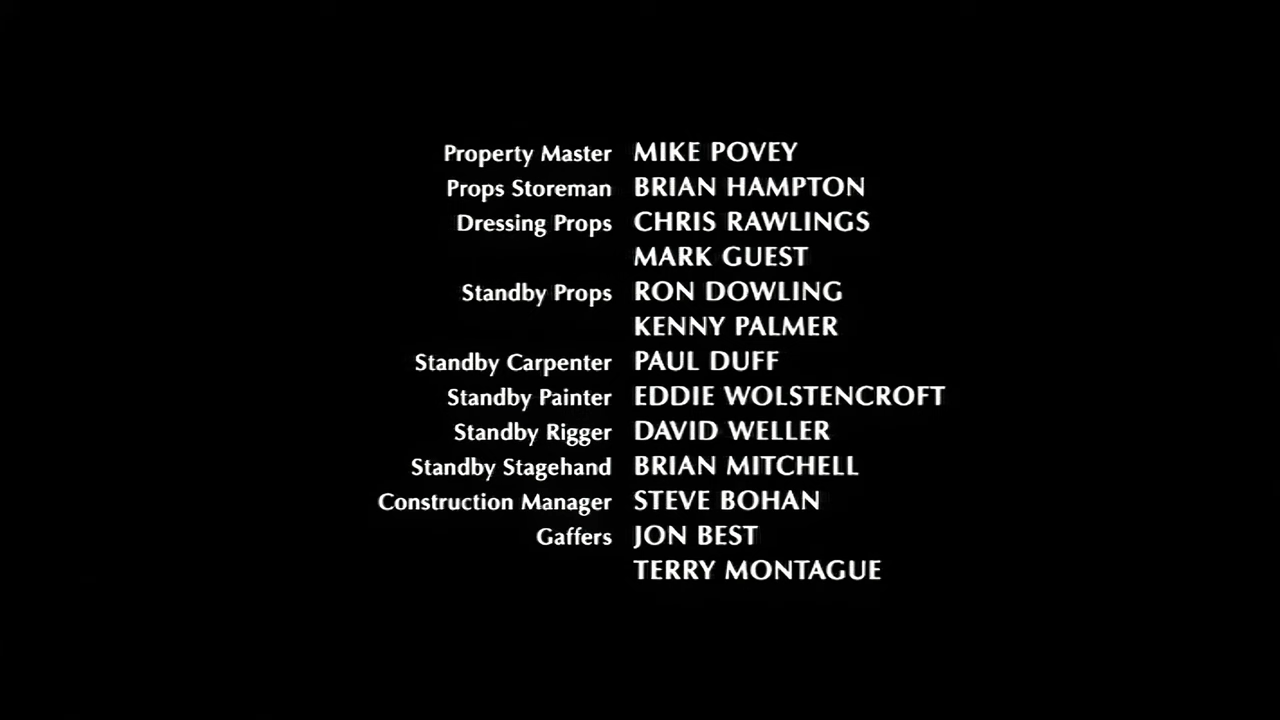 Property Master MIKE POVEY
Props Storeman BRIAN HAMPTON
Dressing Props CHRIS RAWLINGS
MARK GUEST
Standby Props RON DOWLING
KENNY PALMER
Standby Carpenter PAUL DUFF
Standby Painter EDDIE WOLSTENCROFT
Standby Rigger DAVID WELLER
Standby Stagehand BRIAN MITCHELL
Construction Manager STEVE BOHAN
Gaffers JON BEST
TERRY MONTAGUE